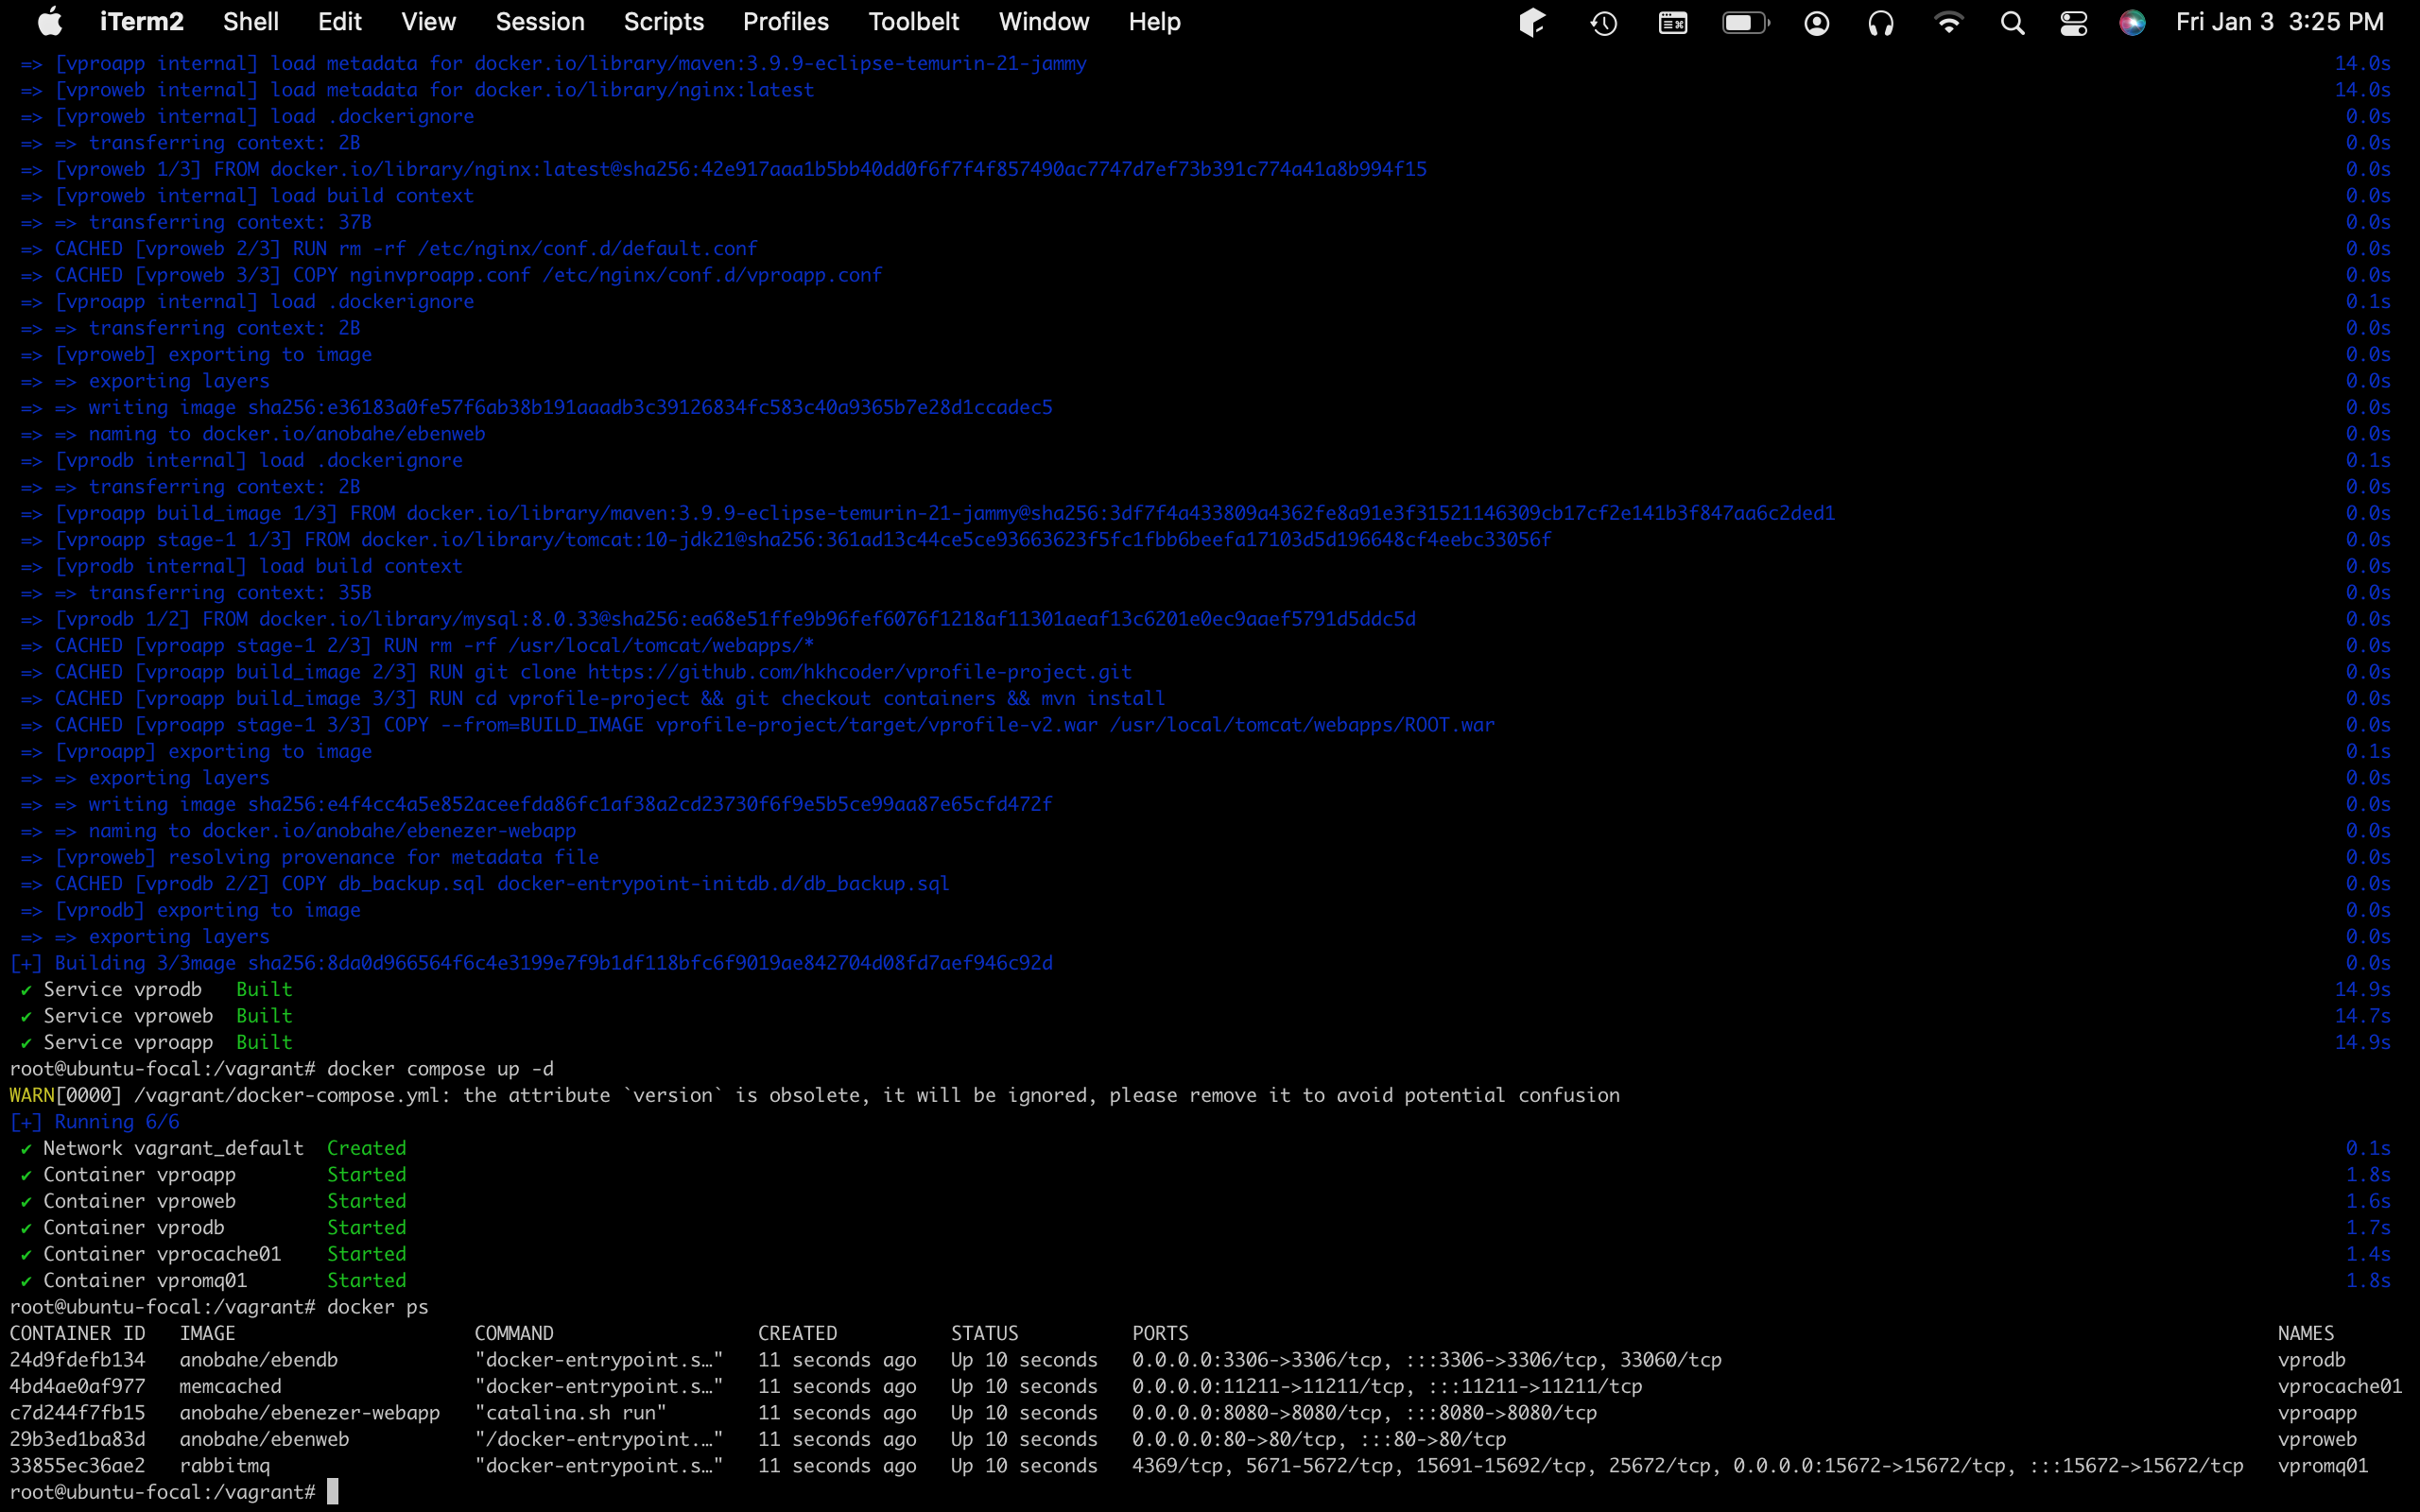 iTerm2 Shell Edit View Session Scripts Profiles Toolbelt Window Help Fri Jan 3 3:25 PM
=> [vproapp internal] load metadata for docker.io/library/maven:3.9.9-eclipse-temurin-21-jammy 14.0s
=> [vproweb internal] load metadata for docker.io/library/nginx:latest 14.0s
=> [vproweb internal] load .dockerignore 0.0s
=> => transferring context: 2B 0.0s
=> [vproweb 1/3] FROM docker.io/library/nginx:latest@sha256:42e917aaa1b5bb40dd0f6f7f4f857490ac7747d7ef73b391c774a41a8b994f15 0.0s
=> [vproweb internal] load build context 0.0s
=> => transferring context: 37B 0.0s
=> CACHED [vproweb 2/3] RUN rm -rf /etc/nginx/conf.d/default.conf 0.0s
=> CACHED [vproweb 3/3] COPY nginvproapp.conf /etc/nginx/conf.d/vproapp.conf 0.0s
=> [vproapp internal] load .dockerignore 0.1s
=> => transferring context: 2B 0.0s
=> [vproweb] exporting to image 0.0s
=> => exporting layers 0.0s
=> => writing image sha256:e36183a0fe57f6ab38b191aaadb3c39126834fc583c40a9365b7e28d1ccadec5 0.0s
=> => naming to docker.io/anobahe/ebenweb 0.0s
=> [vprodb internal] load .dockerignore 0.1s
=> => transferring context: 2B 0.0s
=> [vproapp build_image 1/3] FROM docker.io/library/maven:3.9.9-eclipse-temurin-21-jammy@sha256:3df7f4a433809a4362fe8a91e3f31521146309cb17cf2e141b3f847aa6c2ded1 0.0s
=> [vproapp stage-1 1/3] FROM docker.io/library/tomcat:10-jdk21@sha256:361ad13c44ce5ce93663623f5fc1fbb6beefa17103d5d196648cf4eebc33056f 0.0s
=> [vprodb internal] load build context 0.0s
=> => transferring context: 35B 0.0s
=> [vprodb 1/2] FROM docker.io/library/mysql:8.0.33@sha256:ea68e51ffe9b96fef6076f1218af11301aeaf13c6201e0ec9aaef5791d5ddc5d 0.0s
=> CACHED [vproapp stage-1 2/3] RUN rm -rf /usr/local/tomcat/webapps/* 0.0s
=> CACHED [vproapp build_image 2/3] RUN git clone https://github.com/hkhcoder/vprofile-project.git 0.0s
=> CACHED [vproapp build_image 3/3] RUN cd vprofile-project && git checkout containers && mvn install 0.0s
=> CACHED [vproapp stage-1 3/3] COPY --from=BUILD_IMAGE vprofile-project/target/vprofile-v2.war /usr/local/tomcat/webapps/ROOT.war 0.0s
=> [vproapp] exporting to image 0.1s
=> => exporting layers 0.0s
=> => writing image sha256:e4f4cc4a5e852aceefda86fc1af38a2cd23730f6f9e5b5ce99aa87e65cfd472f 0.0s
=> => naming to docker.io/anobahe/ebenezer-webapp 0.0s
=> [vproweb] resolving provenance for metadata file 0.0s
=> CACHED [vprodb 2/2] COPY db_backup.sql docker-entrypoint-initdb.d/db_backup.sql 0.0s
=> [vprodb] exporting to image 0.0s
=> => exporting layers 0.0s
[+] Building 3/3mage sha256:8da0d966564f6c4e3199e7f9b1df118bfc6f9019ae842704d08fd7aef946c92d 0.0s
✔ Service vprodb Built 14.9s
✔ Service vproweb Built 14.7s
✔ Service vproapp Built 14.9s
root@ubuntu-focal:/vagrant# docker compose up -d
WARN[0000] /vagrant/docker-compose.yml: the attribute `version` is obsolete, it will be ignored, please remove it to avoid potential confusion
[+] Running 6/6
✔ Network vagrant_default Created 0.1s
✔ Container vproapp Started 1.8s
✔ Container vproweb Started 1.6s
✔ Container vprodb Started 1.7s
✔ Container vprocache01 Started 1.4s
✔ Container vpromq01 Started 1.8s
root@ubuntu-focal:/vagrant# docker ps
CONTAINER ID IMAGE COMMAND CREATED STATUS PORTS NAMES
24d9fdefb134 anobahe/ebendb "docker-entrypoint.s…" 11 seconds ago Up 10 seconds 0.0.0.0:3306->3306/tcp, :::3306->3306/tcp, 33060/tcp vprodb
4bd4ae0af977 memcached "docker-entrypoint.s…" 11 seconds ago Up 10 seconds 0.0.0.0:11211->11211/tcp, :::11211->11211/tcp vprocache01
c7d244f7fb15 anobahe/ebenezer-webapp "catalina.sh run" 11 seconds ago Up 10 seconds 0.0.0.0:8080->8080/tcp, :::8080->8080/tcp vproapp
29b3ed1ba83d anobahe/ebenweb "/docker-entrypoint.…" 11 seconds ago Up 10 seconds 0.0.0.0:80->80/tcp, :::80->80/tcp vproweb
33855ec36ae2 rabbitmq "docker-entrypoint.s…" 11 seconds ago Up 10 seconds 4369/tcp, 5671-5672/tcp, 15691-15692/tcp, 25672/tcp, 0.0.0.0:15672->15672/tcp, :::15672->15672/tcp vpromq01
root@ubuntu-focal:/vagrant#